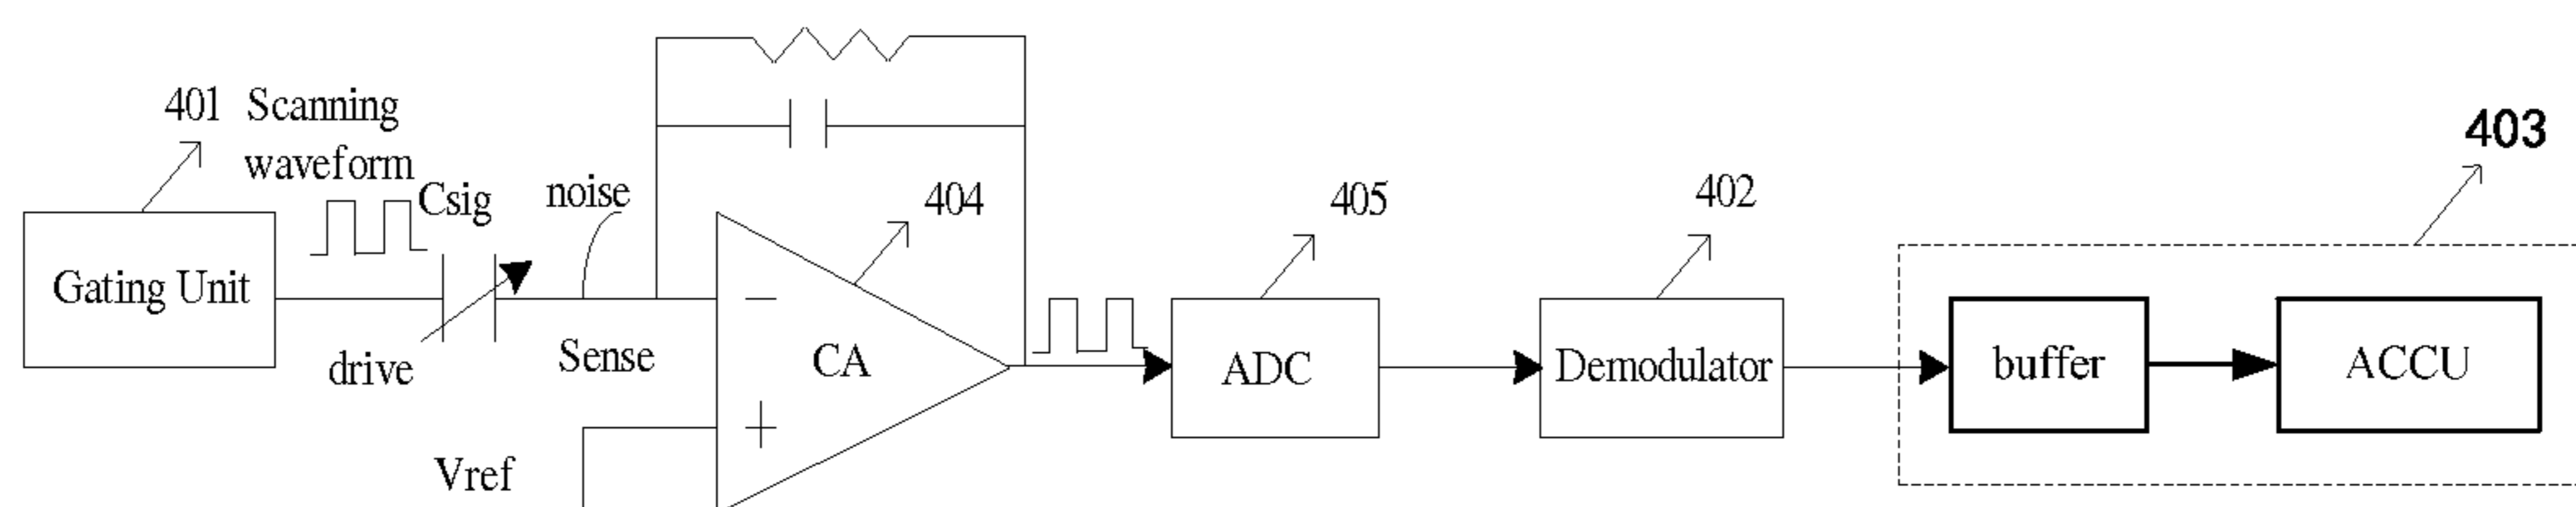 401 Scanning
waveform
Csig
noise
404
405
402
403
Gating Unit
drive
Sense
CA
ADC
Demodulator
buffer
ACCU
Vref